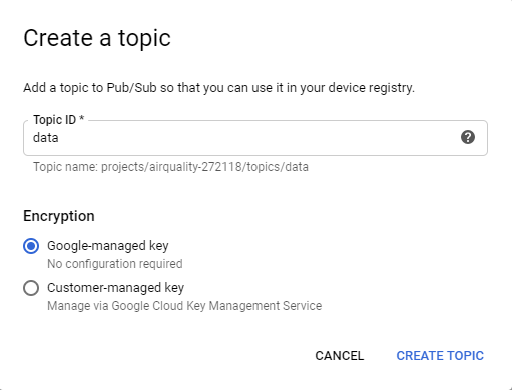 Create a topic
Add a topic to Pub/Sub so that you can use it in your device registry.
Topic ID *
data
?
Topic name: projects/airquality-272118/topics/data
Encryption
Google-managed key
No configuration required
Customer-managed key
Manage via Google Cloud Key Management Service
CANCEL CREATE TOPIC